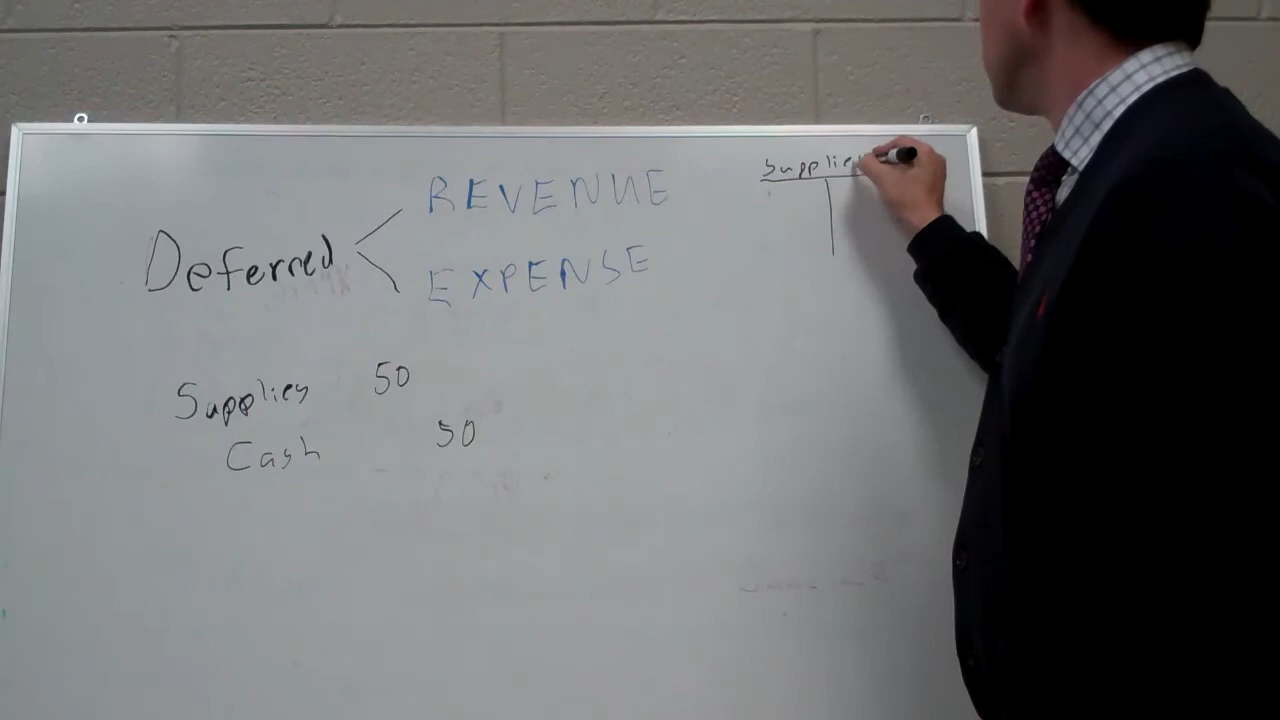 REVENUE
Deferred
EXPENSE
Supplies 50
Cash 50
Supplies